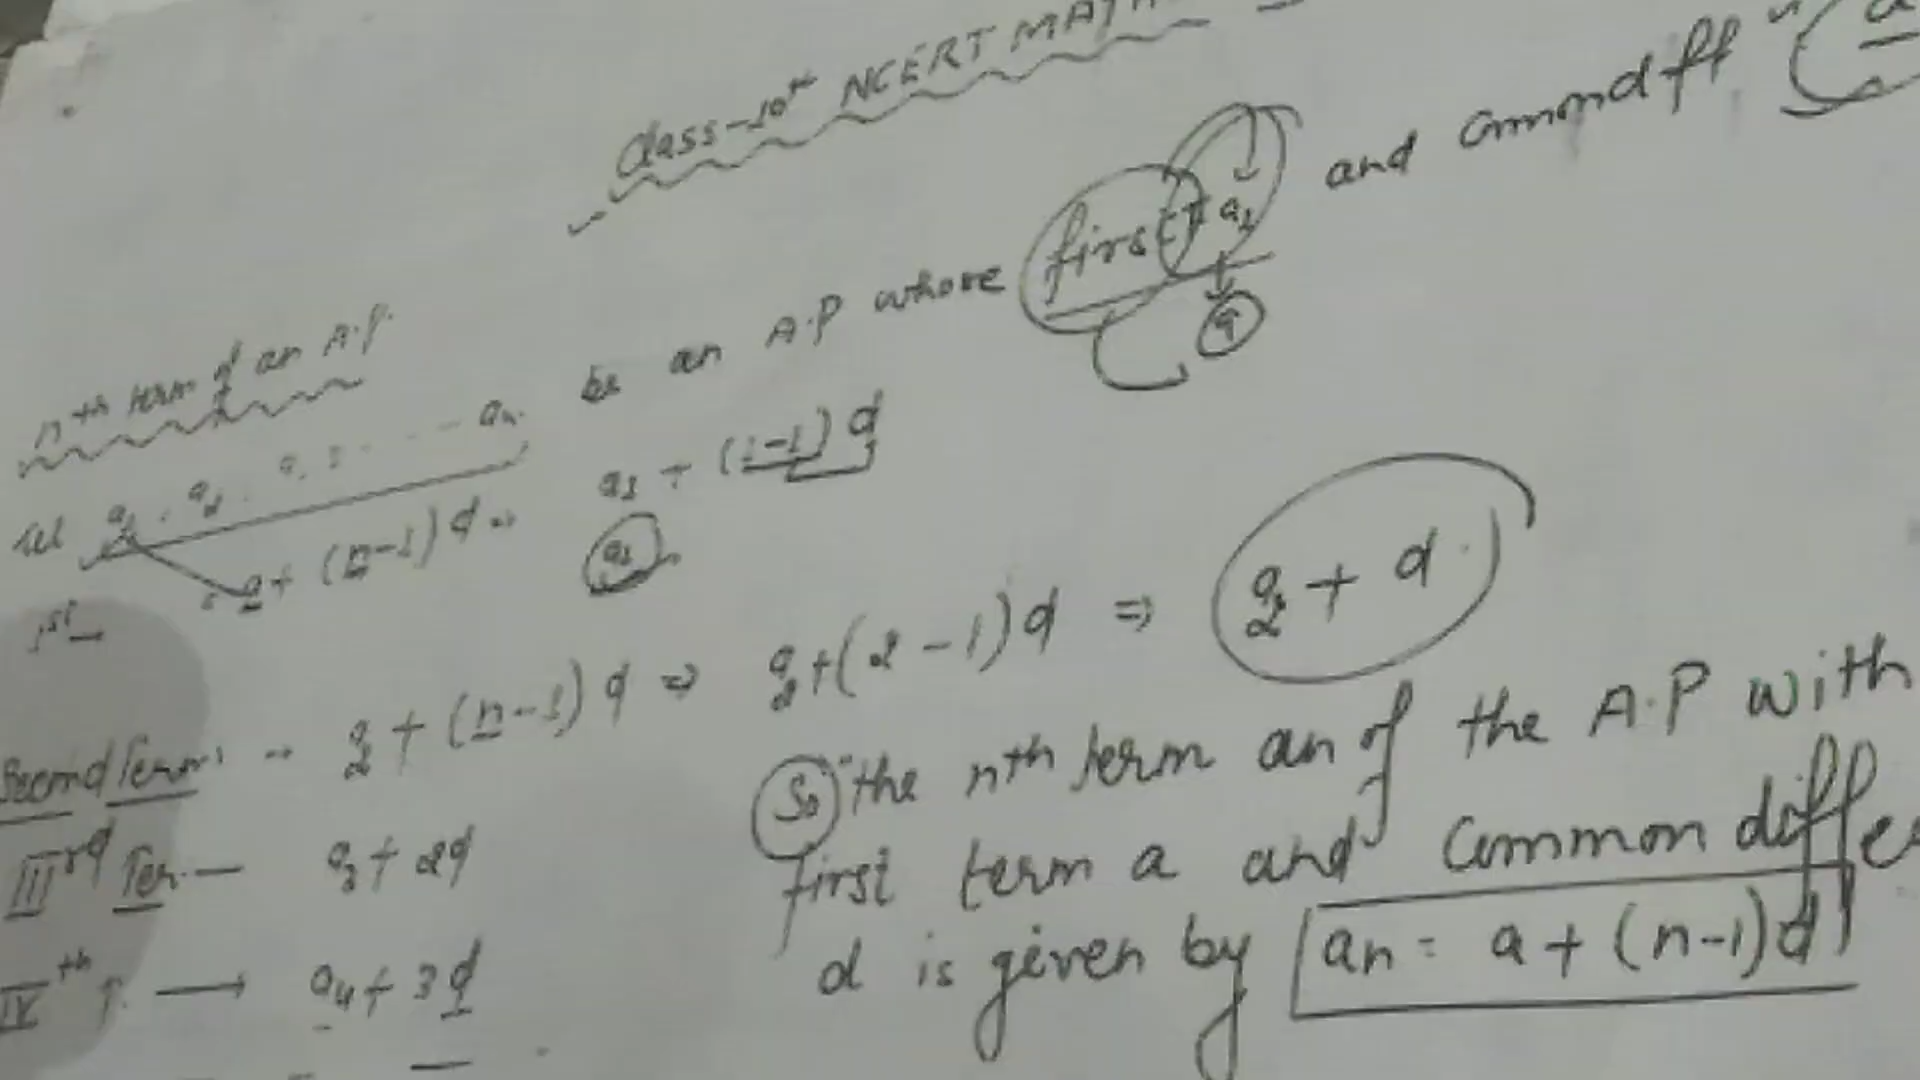 Class-10th NCERT MATH
nth term of an A.P.
Let a1, a2, a3 . . . - an be an A.P whose first T a1 and common diff "
a
a + (n-1)d ⇒ a1 + (1-1)d
1st — a1
Second Term - a2 + (n-1)d ⇒ a2+(2-1)d ⇒ a2 + d
IIIrd Ter. — a3 + 2d
IVth T. → a4 + 3d
So the nth term an of the A.P with
first term a and Common diffe
d is given by an = a + (n-1)d